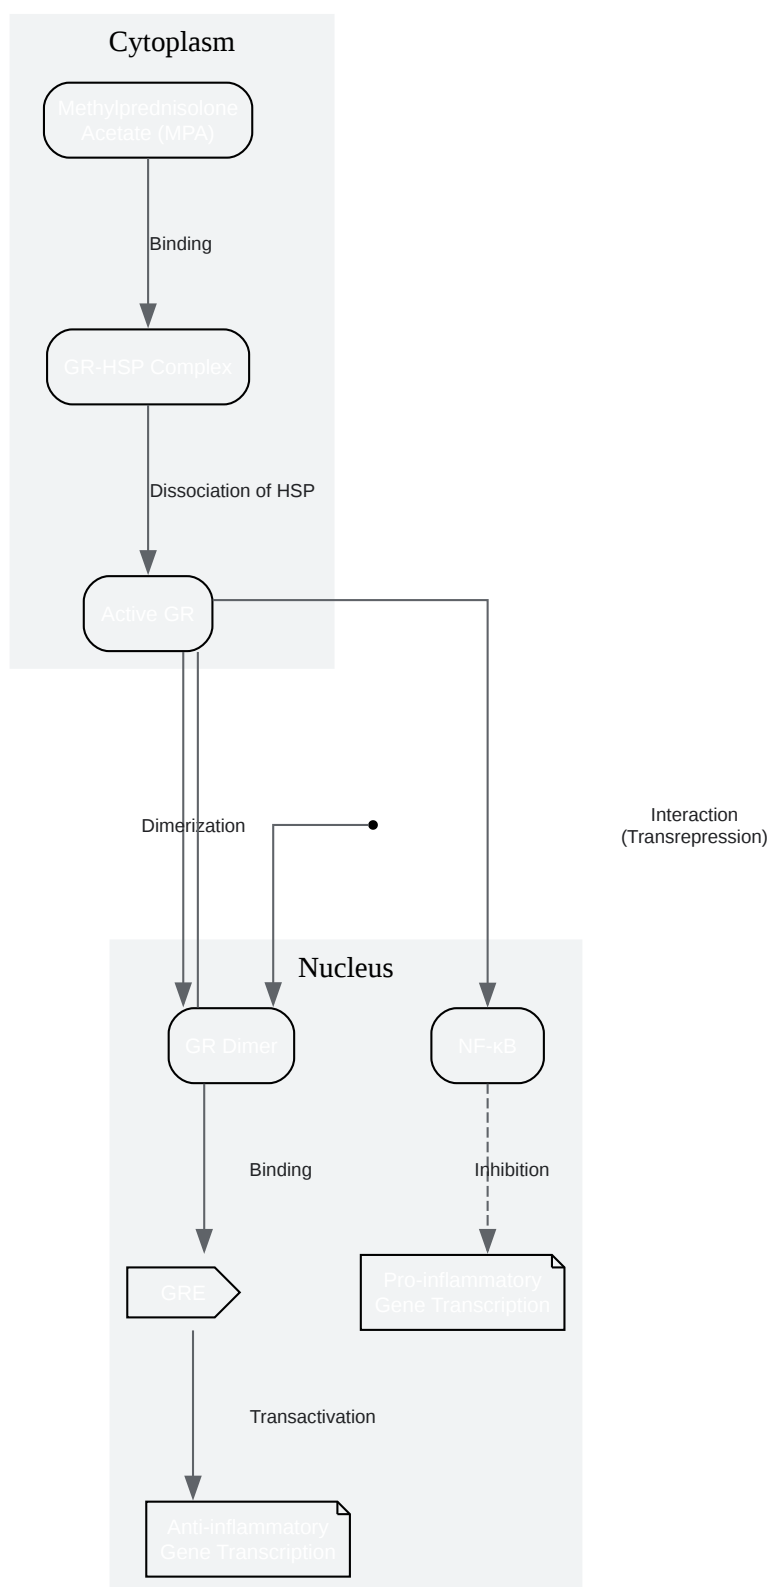 Cytoplasm
Methylprednisolone
Acetate (MPA)
Binding
GR-HSP Complex
Dissociation of HSP
Active GR
Dimerization
Interaction
(Transrepression)
Nucleus
GR Dimer
NF-κB
Binding
Inhibition
GRE
Pro-inflammatory
Gene Transcription
Transactivation
Anti-inflammatory
Gene Transcription